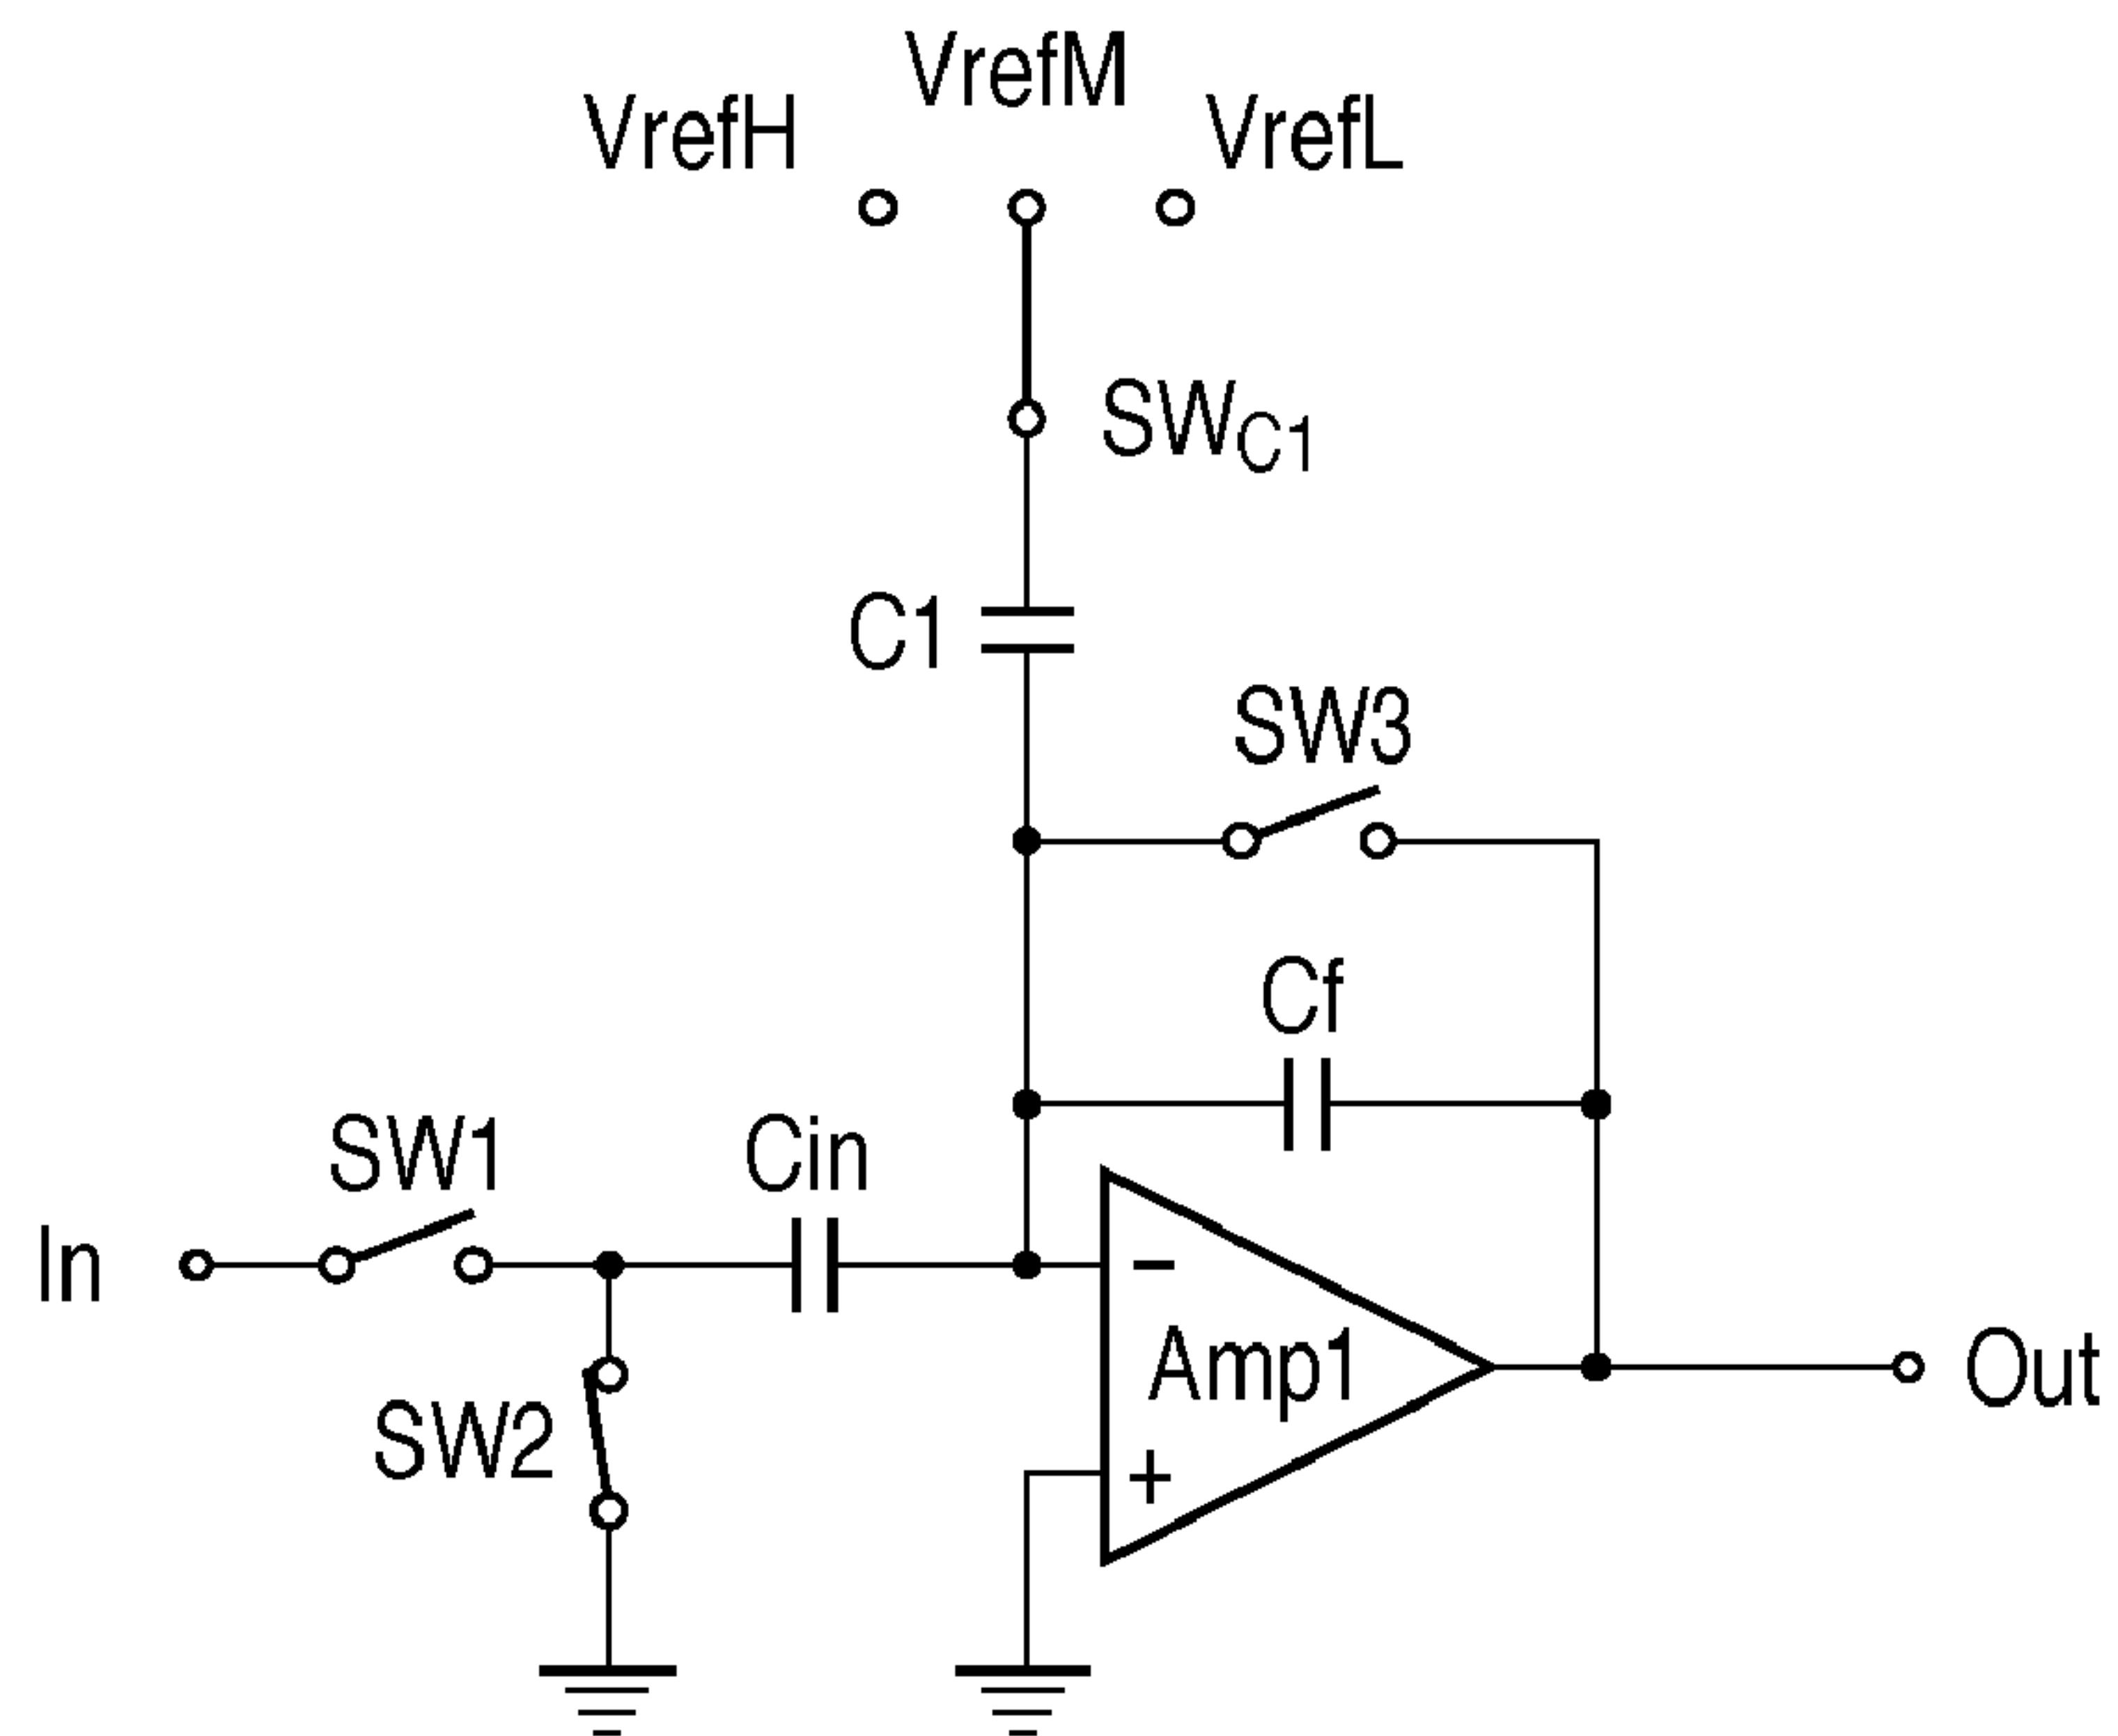 VrefM
VrefH
VrefL
SWC1
C1
SW3
Cf
SW1
Cin
In
Amp1
Out
SW2
-
+